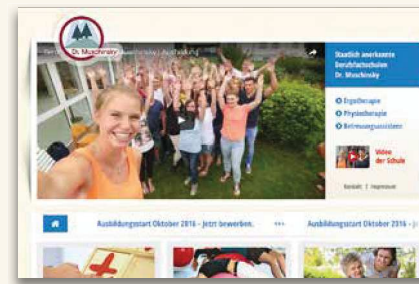 Dr. Muschinsky
Ausbildung
Staatlich anerkannte
Berufsfachschulen
Dr. Muschinsky
Ergotherapie
Physiotherapie
Betreuungsassistenz
Video
der Schule
Kontakt | Impressum
Ausbildungsstart Oktober 2016 - Jetzt bewerben.
Ausbildungsstart Oktober 2016 - J